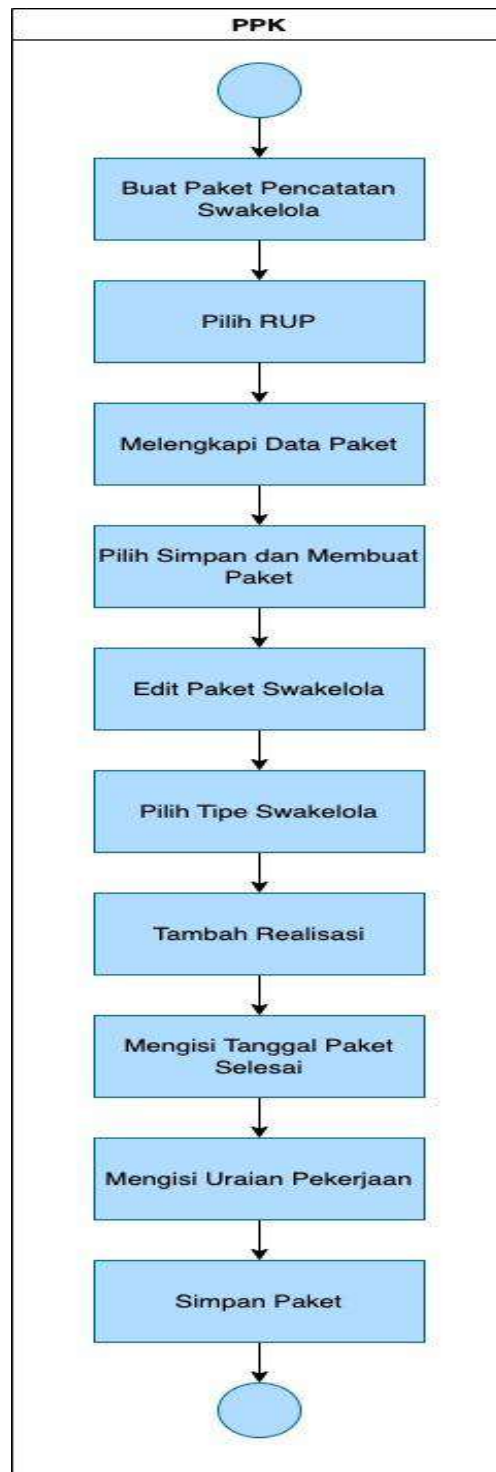 PPK
Buat Paket Pencatatan
Swakelola
Pilih RUP
Melengkapi Data Paket
Pilih Simpan dan Membuat
Paket
Edit Paket Swakelola
Pilih Tipe Swakelola
Tambah Realisasi
Mengisi Tanggal Paket
Selesai
Mengisi Uraian Pekerjaan
Simpan Paket